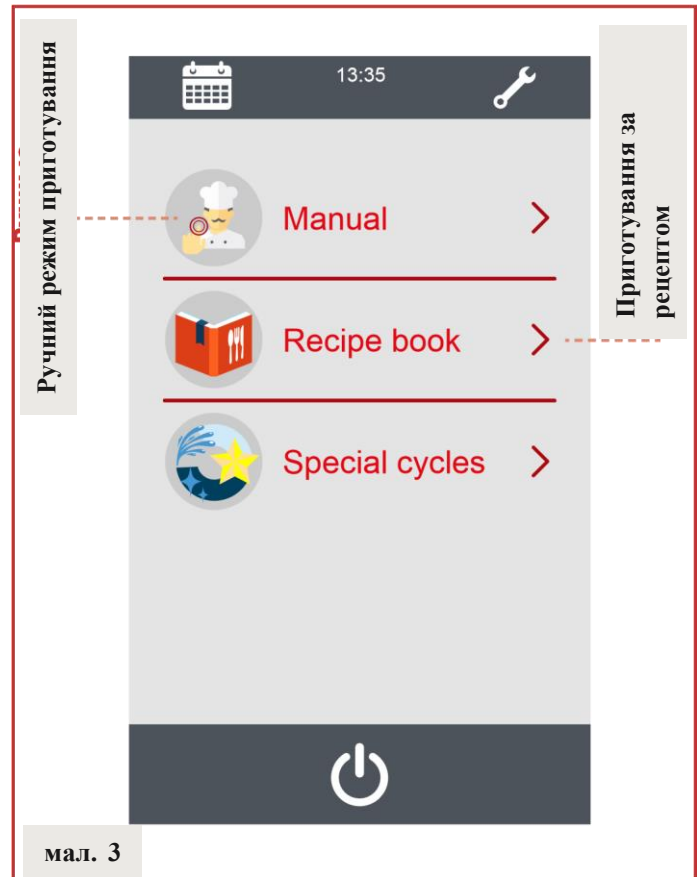 Ручний режим приготування
13:35
Приготування за
рецептом
Manual
Recipe book
Special cycles
мал. 3